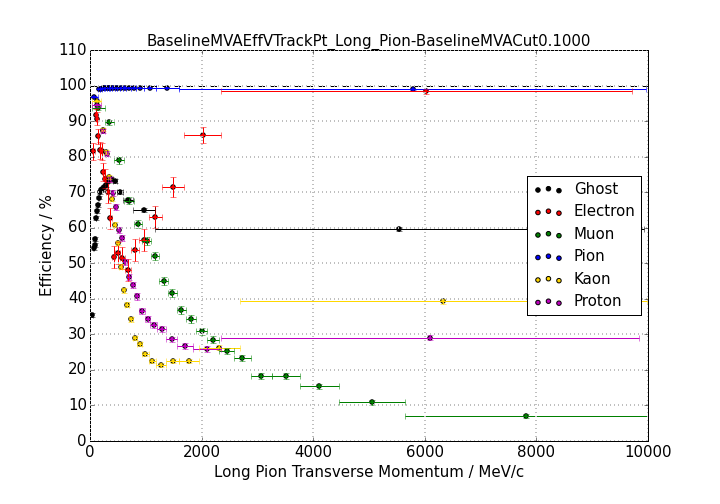 BaselineMVAEffVTrackPt_Long_Pion-BaselineMVACut0.1000
110
100
90
80
70
60
50
40
30
20
10
0
Efficiency / %
Ghost
Electron
Muon
Pion
Kaon
Proton
0 2000 4000 6000 8000 10000
Long Pion Transverse Momentum / MeV/c